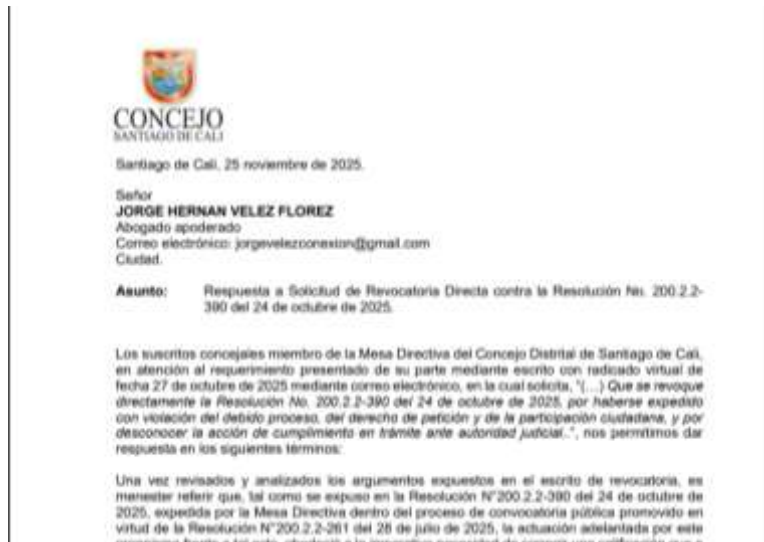 CONCEJO
SANTIAGO DE CALI
Santiago de Cali, 25 noviembre de 2025.
Señor
JORGE HERNAN VELEZ FLOREZ
Abogado apoderado
Correo electrónico: jorgevelezconexion@gmail.com
Ciudad.
Asunto: Respuesta a Solicitud de Revocatoria Directa contra la Resolución No. 200.2.2-
390 del 24 de octubre de 2025.
Los suscritos concejales miembro de la Mesa Directiva del Concejo Distrital de Santiago de Cali,
en atención al requerimiento presentado de su parte mediante escrito con radicado virtual de
fecha 27 de octubre de 2025 mediante correo electrónico, en la cual solicita, "(…) Que se revoque
directamente la Resolución No. 200.2.2-390 del 24 de octubre de 2025, por haberse expedido
con violación del debido proceso, del derecho de petición y de la participación ciudadana, y por
desconocer la acción de cumplimiento en trámite ante autoridad judicial..", nos permitimos dar
respuesta en los siguientes términos:
Una vez revisados y analizados los argumentos expuestos en el escrito de revocatoria, es
menester referir que, tal como se expuso en la Resolución N°200.2.2-390 del 24 de octubre de
2025, expedida por la Mesa Directiva dentro del proceso de convocatoria pública promovido en
virtud de la Resolución N°200.2.2-281 del 28 de julio de 2025, la actuación adelantada por este